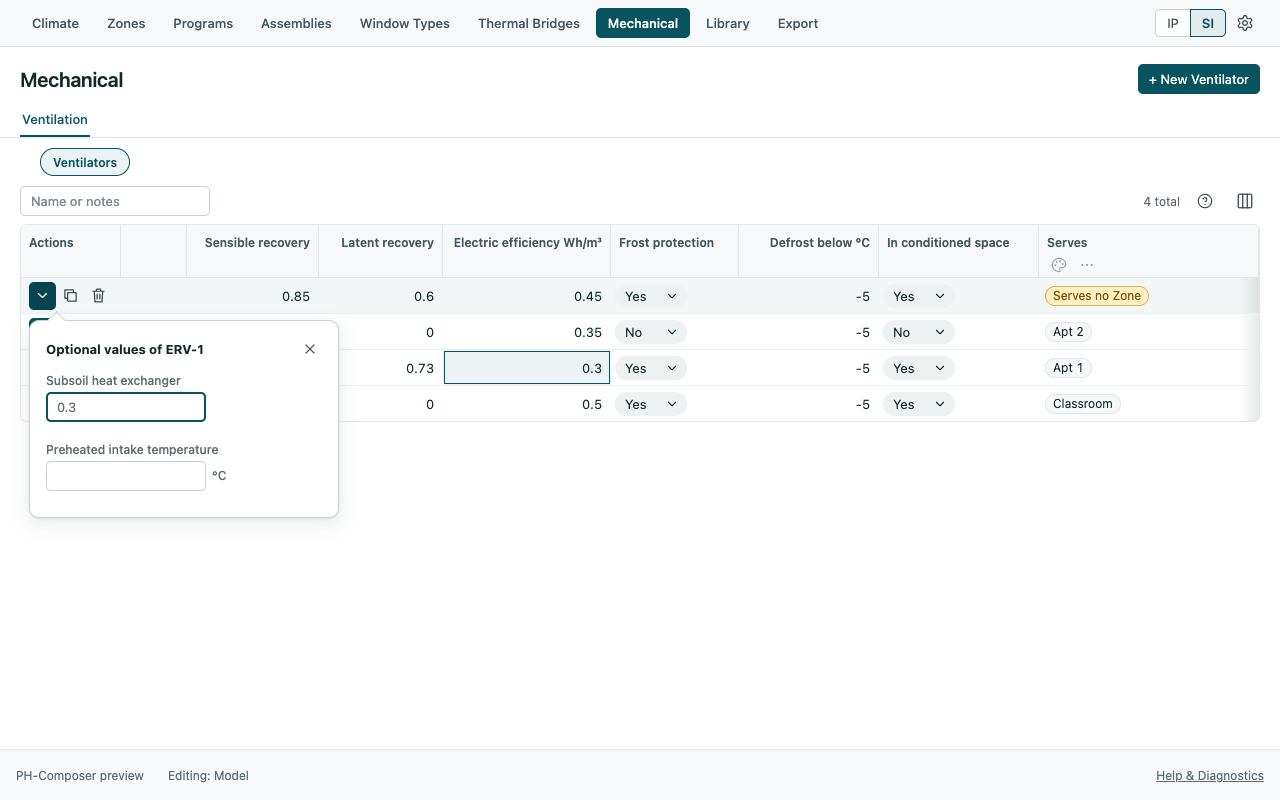 Climate Zones Programs Assemblies Window Types Thermal Bridges Mechanical Library Export IP SI
Mechanical
+ New Ventilator
Ventilation
Ventilators
Name or notes
4 total
Actions Sensible recovery Latent recovery Electric efficiency Wh/m³ Frost protection Defrost below °C In conditioned space Serves
0.85 0.6 0.45 Yes -5 Yes Serves no Zone
0 0.35 No -5 No Apt 2
0.73 0.3 Yes -5 Yes Apt 1
0 0.5 Yes -5 Yes Classroom
Optional values of ERV-1
Subsoil heat exchanger
0.3
Preheated intake temperature
°C
PH-Composer preview Editing: Model Help & Diagnostics